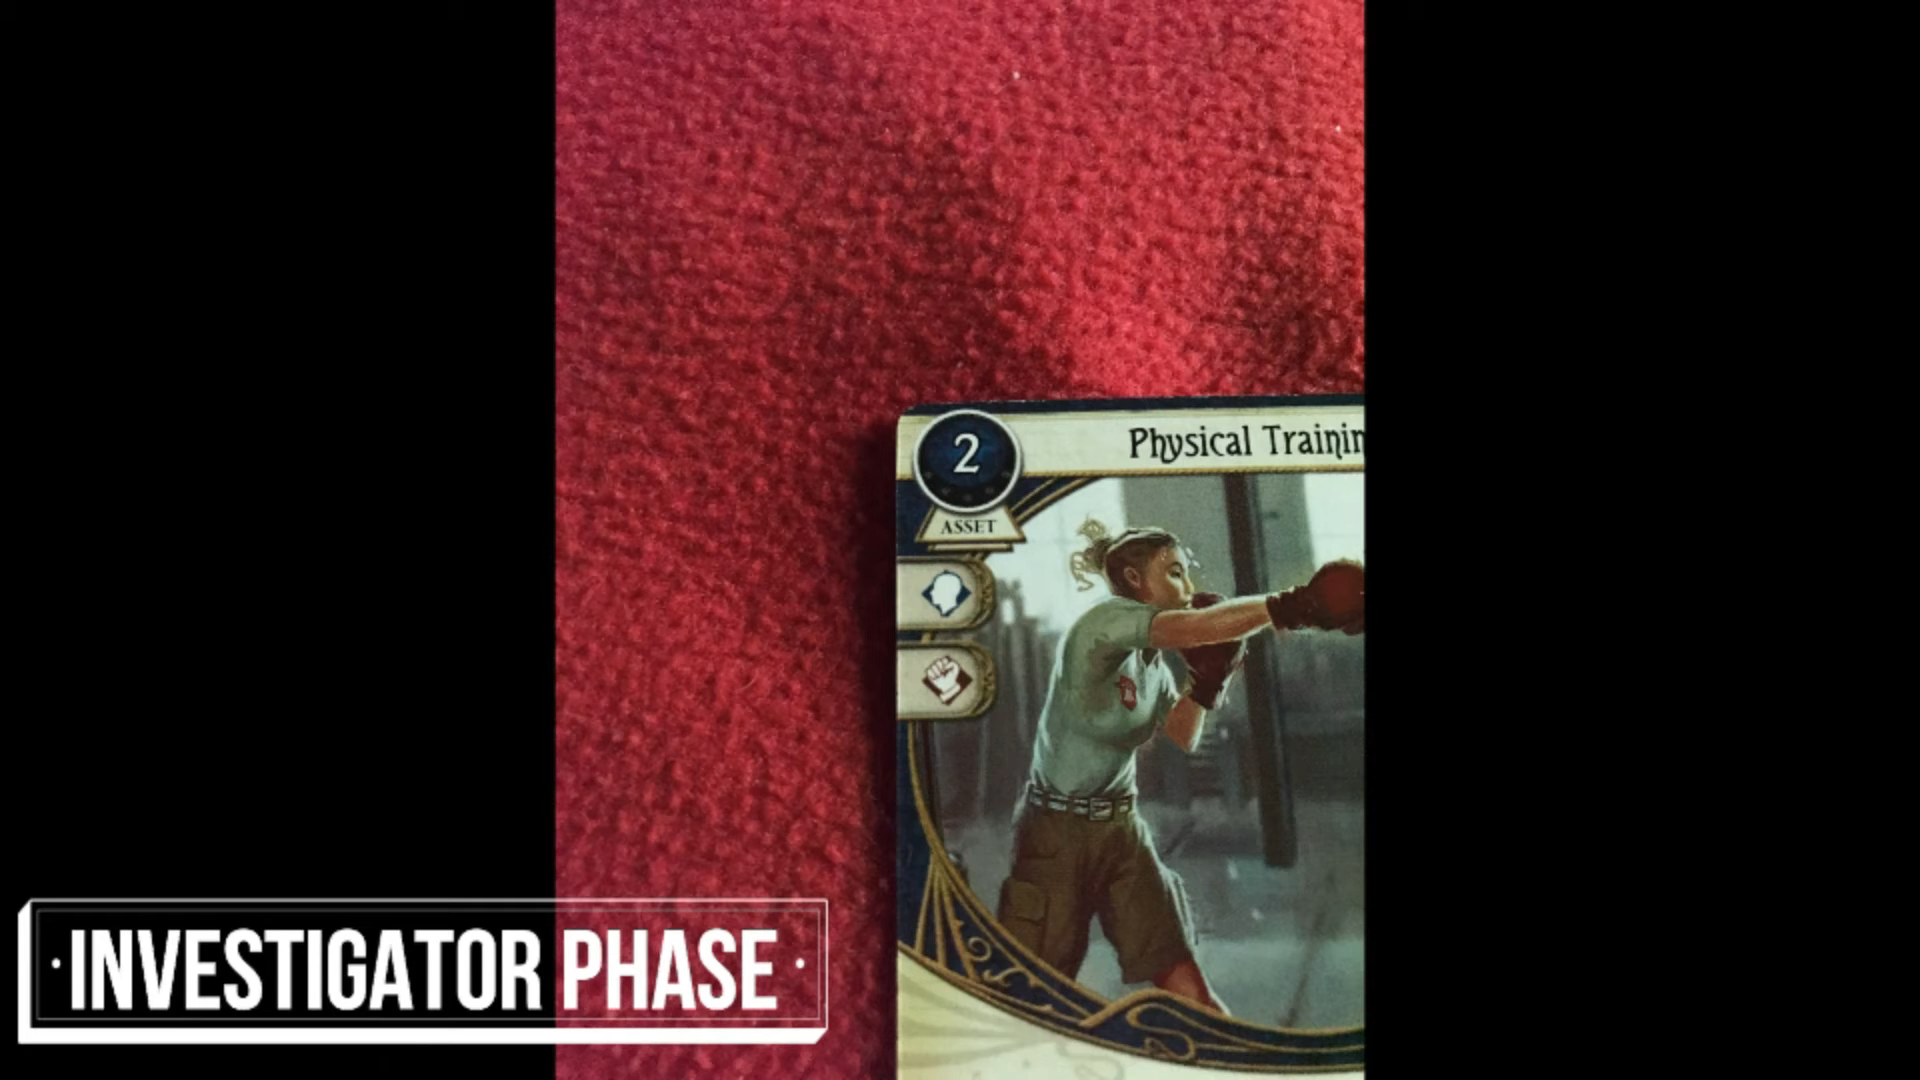 2
Physical Trainin
ASSET
·INVESTIGATOR PHASE·